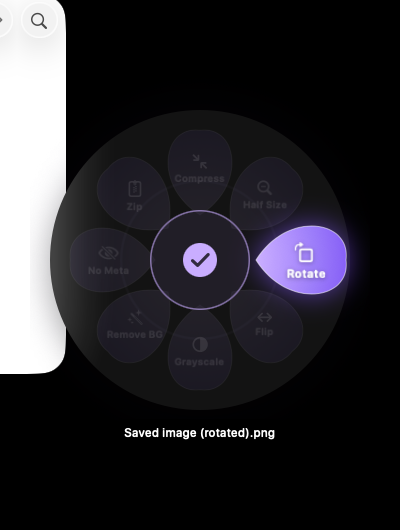 Compress
Zip
Half Size
No Meta
Rotate
Remove BG
Flip
Grayscale
Saved image (rotated).png